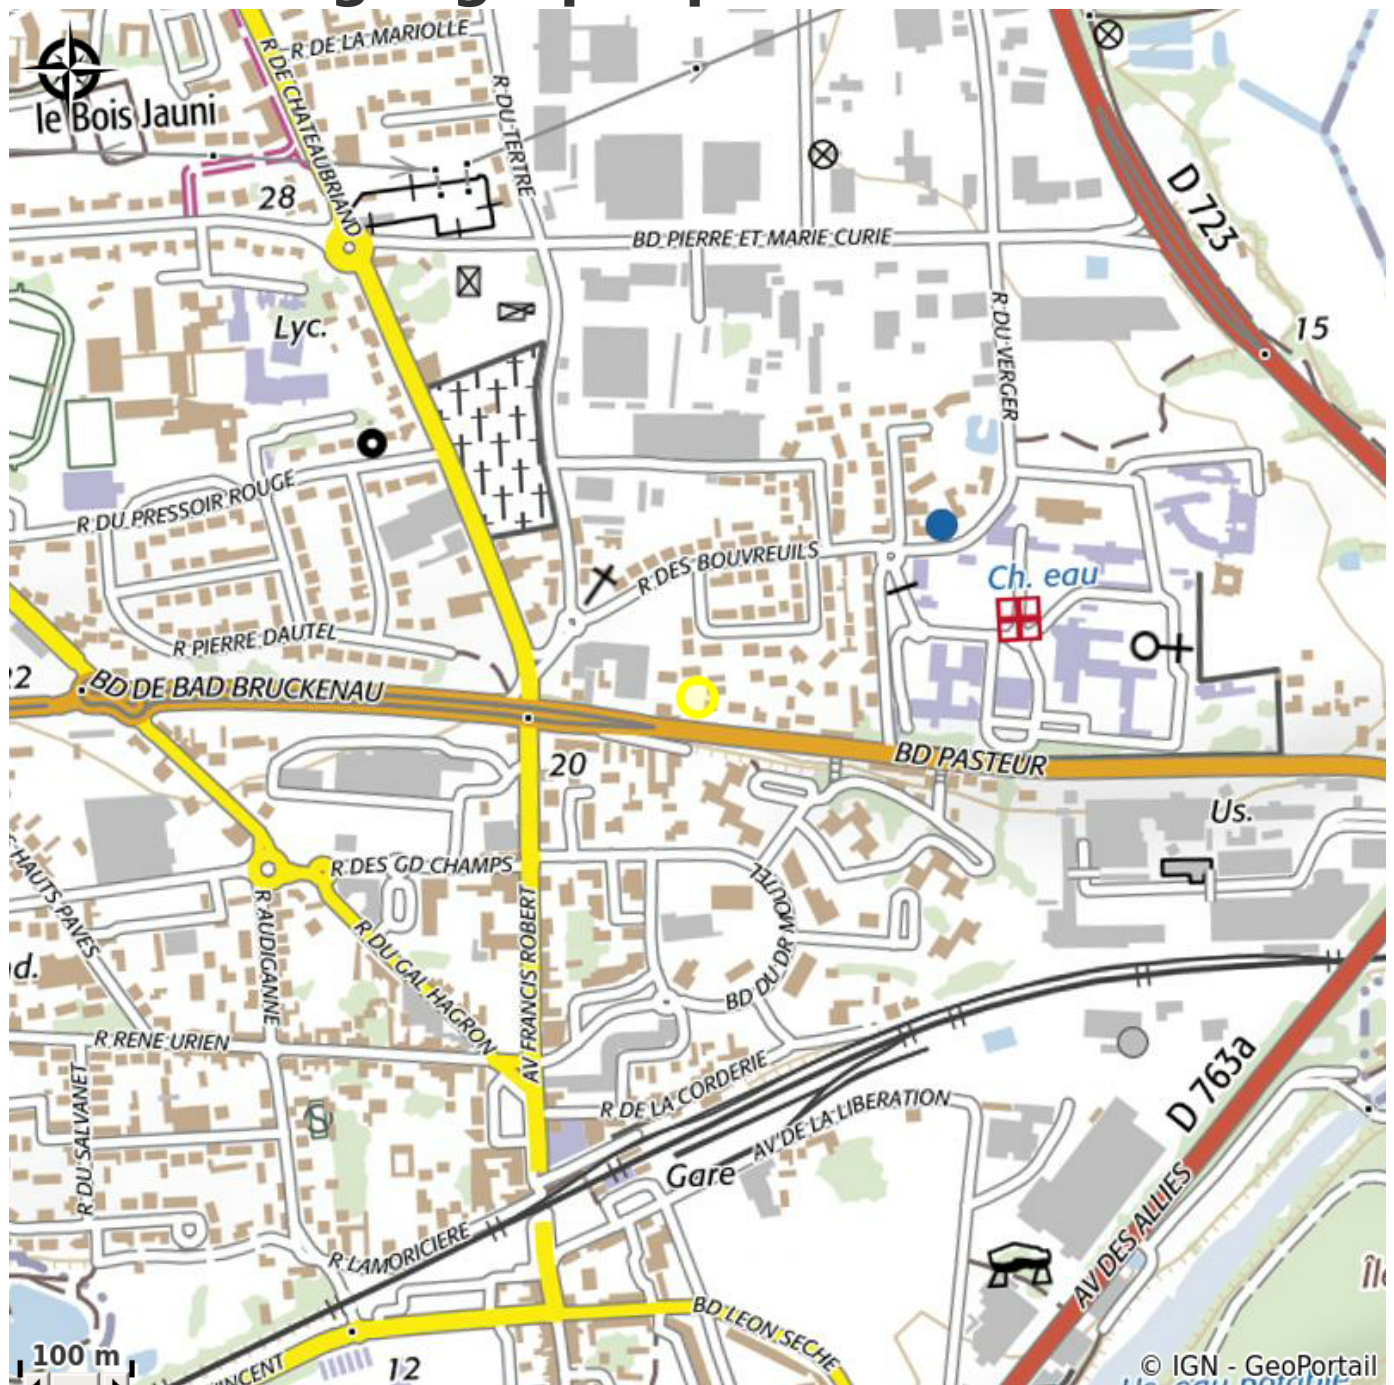 R DE LA MARIOLLE
R DE CHATEAUBRIAND
R DU TERTRE
le Bois Jauni
28
D 723
BD PIERRE ET MARIE CURIE
R DU VERGER
15
Lyc.
R DU PRESSOIR ROUGE
R DES BOUVREUILS
Ch. eau
R PIERRE DAUTEL
BD DE BAD BRUCKENAU
BD PASTEUR
20
Us.
R DES GD CHAMPS
HAUTS PAVES
R AUDIGANNE
R DU GAL HAGRON
AV FRANCIS ROBERT
BD DU DR MOUTEL
d.
R RENE URIEN
R DU SALVANET
R DE LA CORDERIE
AV DE LA LIBERATION
D 763a
Gare
R LAMORICIERE
AV DES ALLIES
BD LEON SECHE
100 m
12
© IGN - GeoPortail